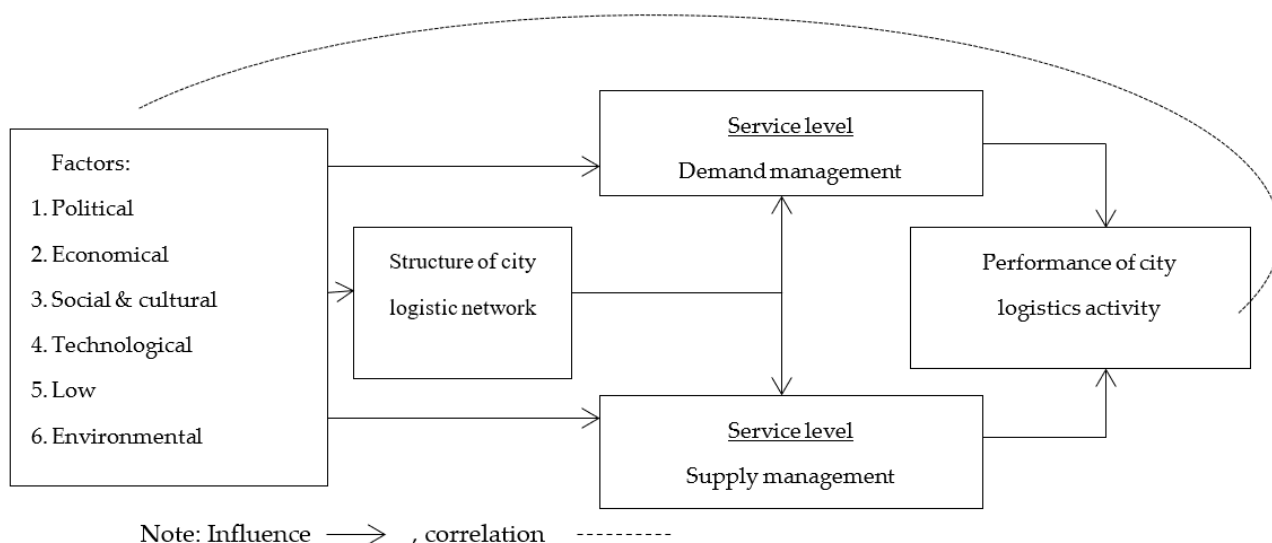 Factors:
1. Political
2. Economical
3. Social & cultural
4. Technological
5. Low
6. Environmental
Structure of city
logistic network
Service level
Demand management
Service level
Supply management
Performance of city
logistics activity
Note: Influence , correlation